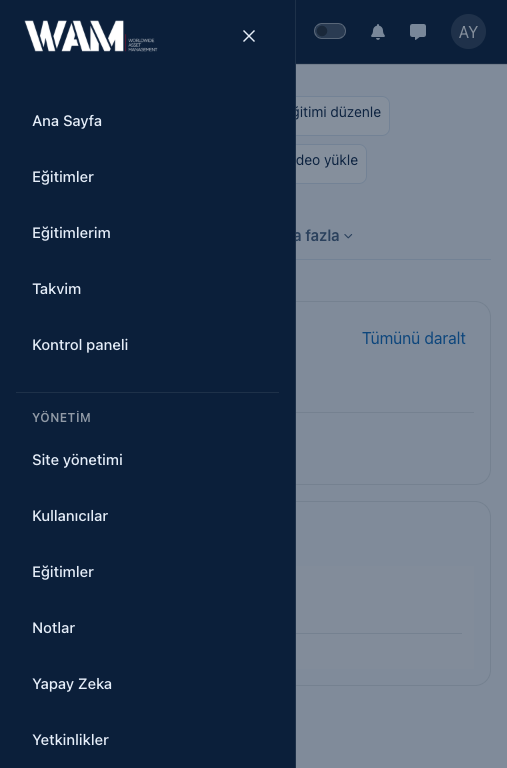 WAM WORLDWIDE ASSET MANAGEMENT
AY
Ana Sayfa
ğitimi düzenle
Eğitimler
deo yükle
Eğitimlerim
a fazla
Takvim
Kontrol paneli
Tümünü daralt
YÖNETİM
Site yönetimi
Kullanıcılar
Eğitimler
Notlar
Yapay Zeka
Yetkinlikler